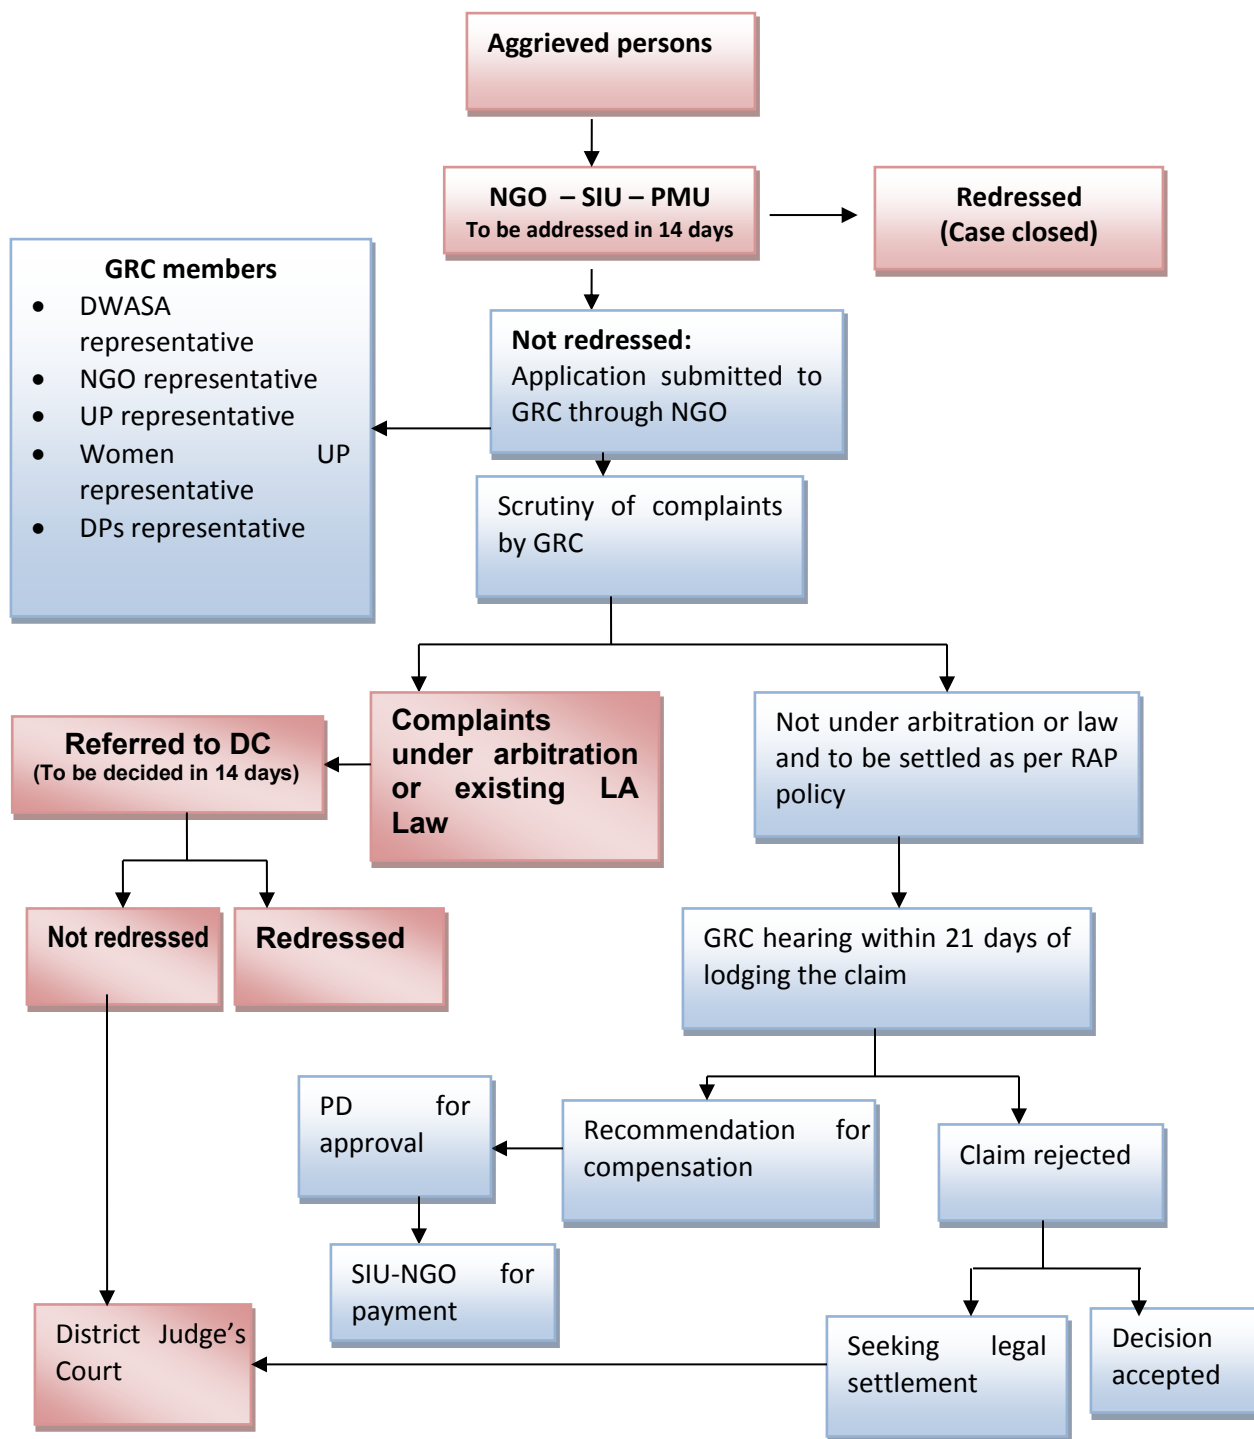 Aggrieved persons
NGO – SIU – PMU
To be addressed in 14 days
Redressed
(Case closed)
GRC members
• DWASA
representative
• NGO representative
• UP representative
• Women UP
representative
• DPs representative
Not redressed:
Application submitted to
GRC through NGO
Scrutiny of complaints
by GRC
Complaints
under arbitration
or existing LA
Law
Referred to DC
(To be decided in 14 days)
Not under arbitration or law
and to be settled as per RAP
policy
Not redressed
Redressed
GRC hearing within 21 days of
lodging the claim
PD for
approval
Recommendation for
compensation
Claim rejected
SIU-NGO for
payment
District Judge’s
Court
Seeking legal
settlement
Decision
accepted